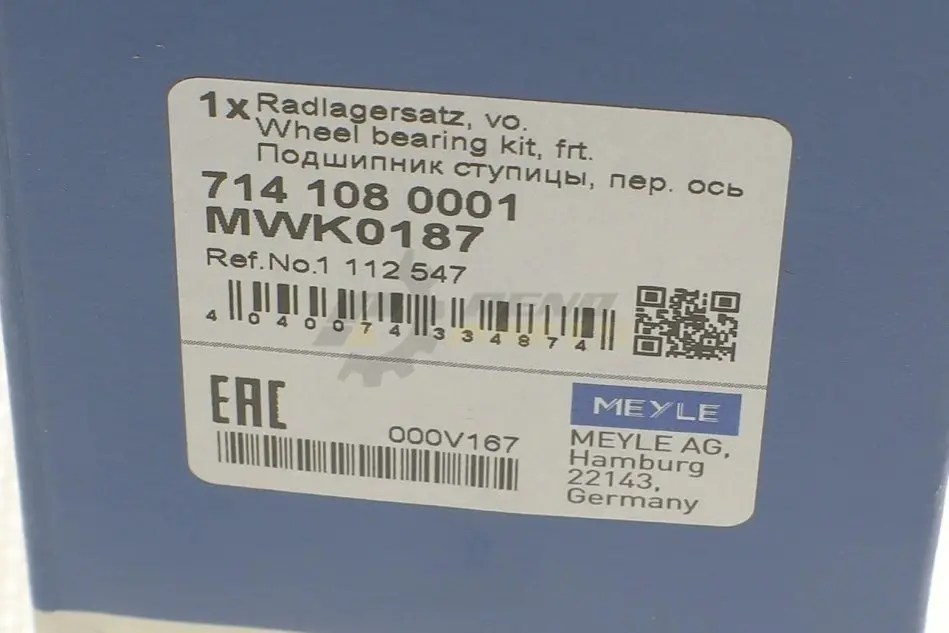 1x Radlagersatz, vo.
Wheel bearing kit, frt.
Подшипник ступицы, пер. ось
714 108 0001
MWK0187
Ref.No.1 112 547
4 040074 334874
EAC
000V167
MEYLE
MEYLE AG,
Hamburg
22143,
Germany